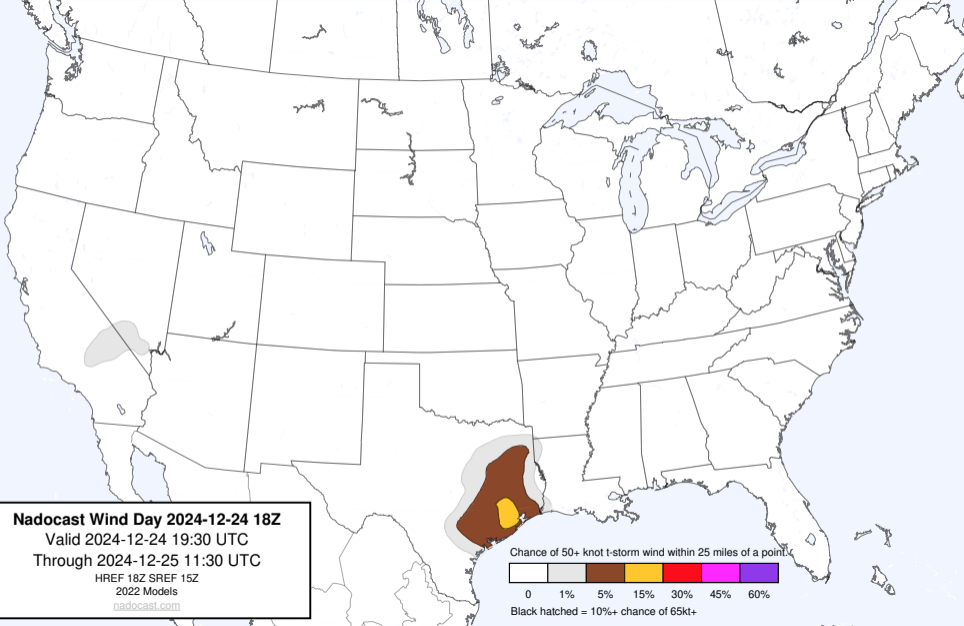 Nadocast Wind Day 2024-12-24 18Z
Valid 2024-12-24 19:30 UTC
Through 2024-12-25 11:30 UTC
HREF 18Z SREF 15Z
2022 Models
nadocast.com
Chance of 50+ knot t-storm wind within 25 miles of a point.
0 1% 5% 15% 30% 45% 60%
Black hatched = 10%+ chance of 65kt+